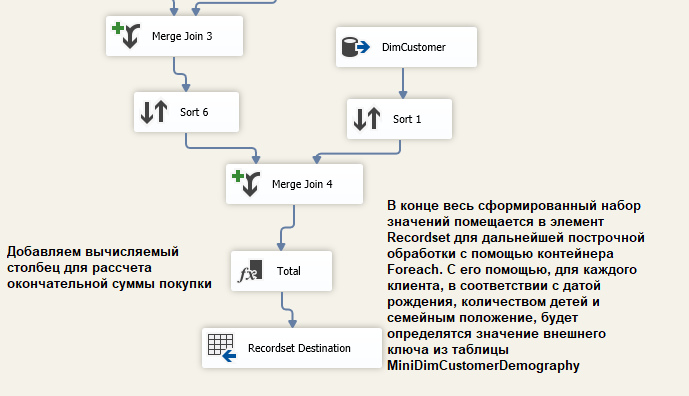 Merge Join 3
DimCustomer
Sort 6
Sort 1
Merge Join 4
В конце весь сформированный набор
значений помещается в элемент
Recordset для дальнейшей построчной
обработки с помощью контейнера
Foreach. С его помощью, для каждого
клиента, в соответствии с датой
рождения, количеством детей и
семейным положение, будет
определятся значение внешнего
ключа из таблицы
MiniDimCustomerDemography
Добавляем вычисляемый
столбец для рассчета
окончательной суммы покупки
fx
Total
Recordset Destination